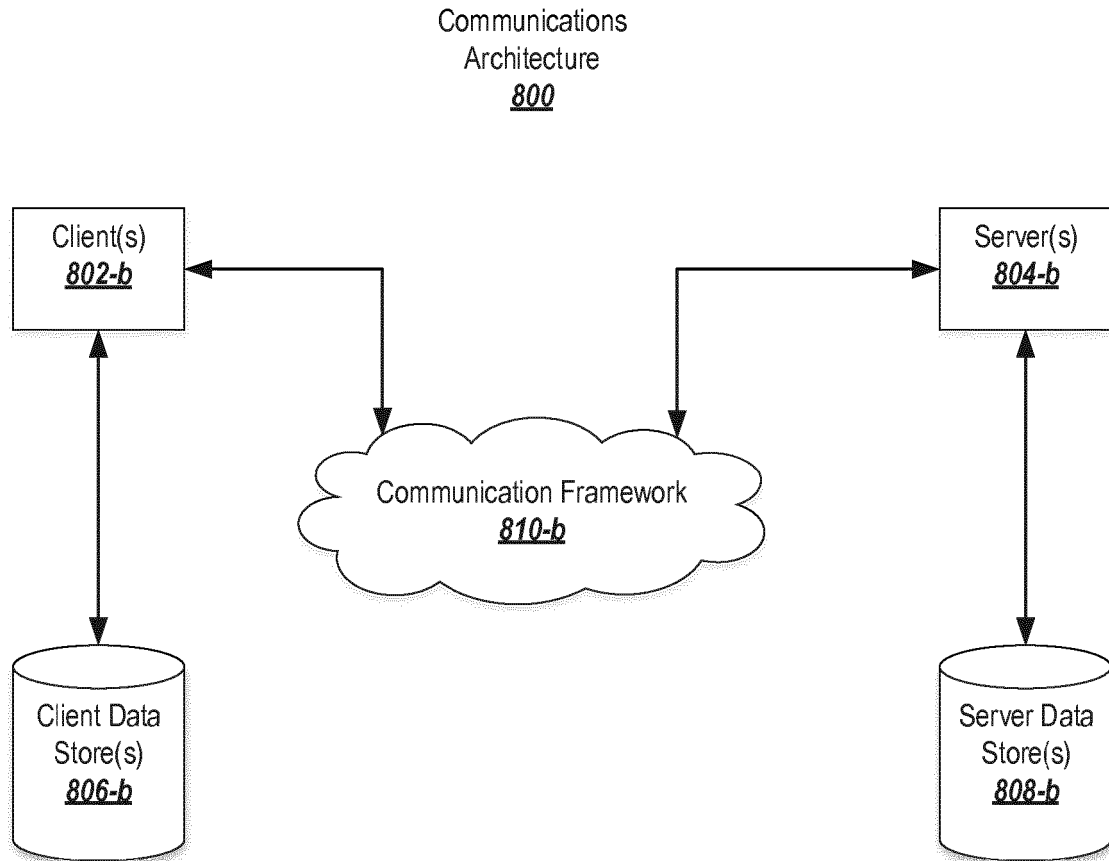 Communications
Architecture
800
Client(s)
802-b
Server(s)
804-b
Communication Framework
810-b
Client Data
Store(s)
806-b
Server Data
Store(s)
808-b